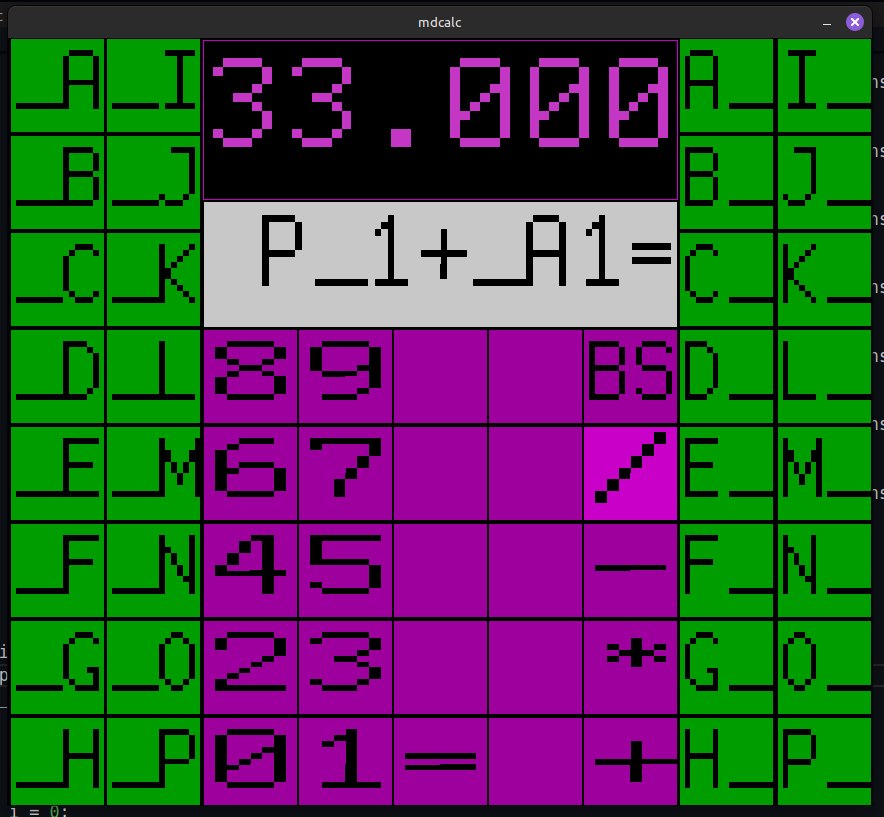 mdcalc
_A _I 33.000 A_ I_
_B _J B_ J_
_C _K P_1+_A1= C_ K_
_D _L 8 9 BS D_ L_
_E _M 6 7 / E_ M_
_F _N 4 5 - F_ N_
_G _O 2 3 * G_ O_
_H _P 0 1 = + H_ P_
= 0;